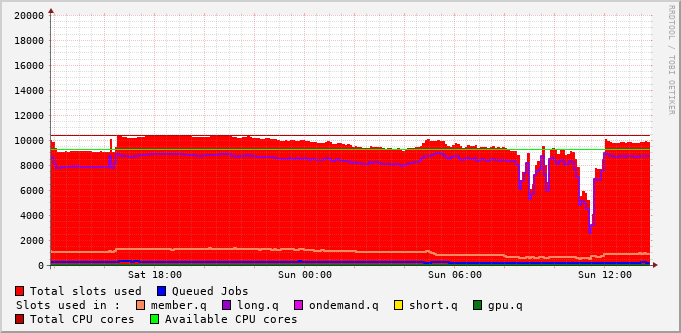 RRDTOOL / TOBI OETIKER
20000
18000
16000
14000
12000
10000
8000
6000
4000
2000
0
Sat 18:00 Sun 00:00 Sun 06:00 Sun 12:00
Total slots used Queued Jobs
Slots used in : member.q long.q ondemand.q short.q gpu.q
Total CPU cores Available CPU cores